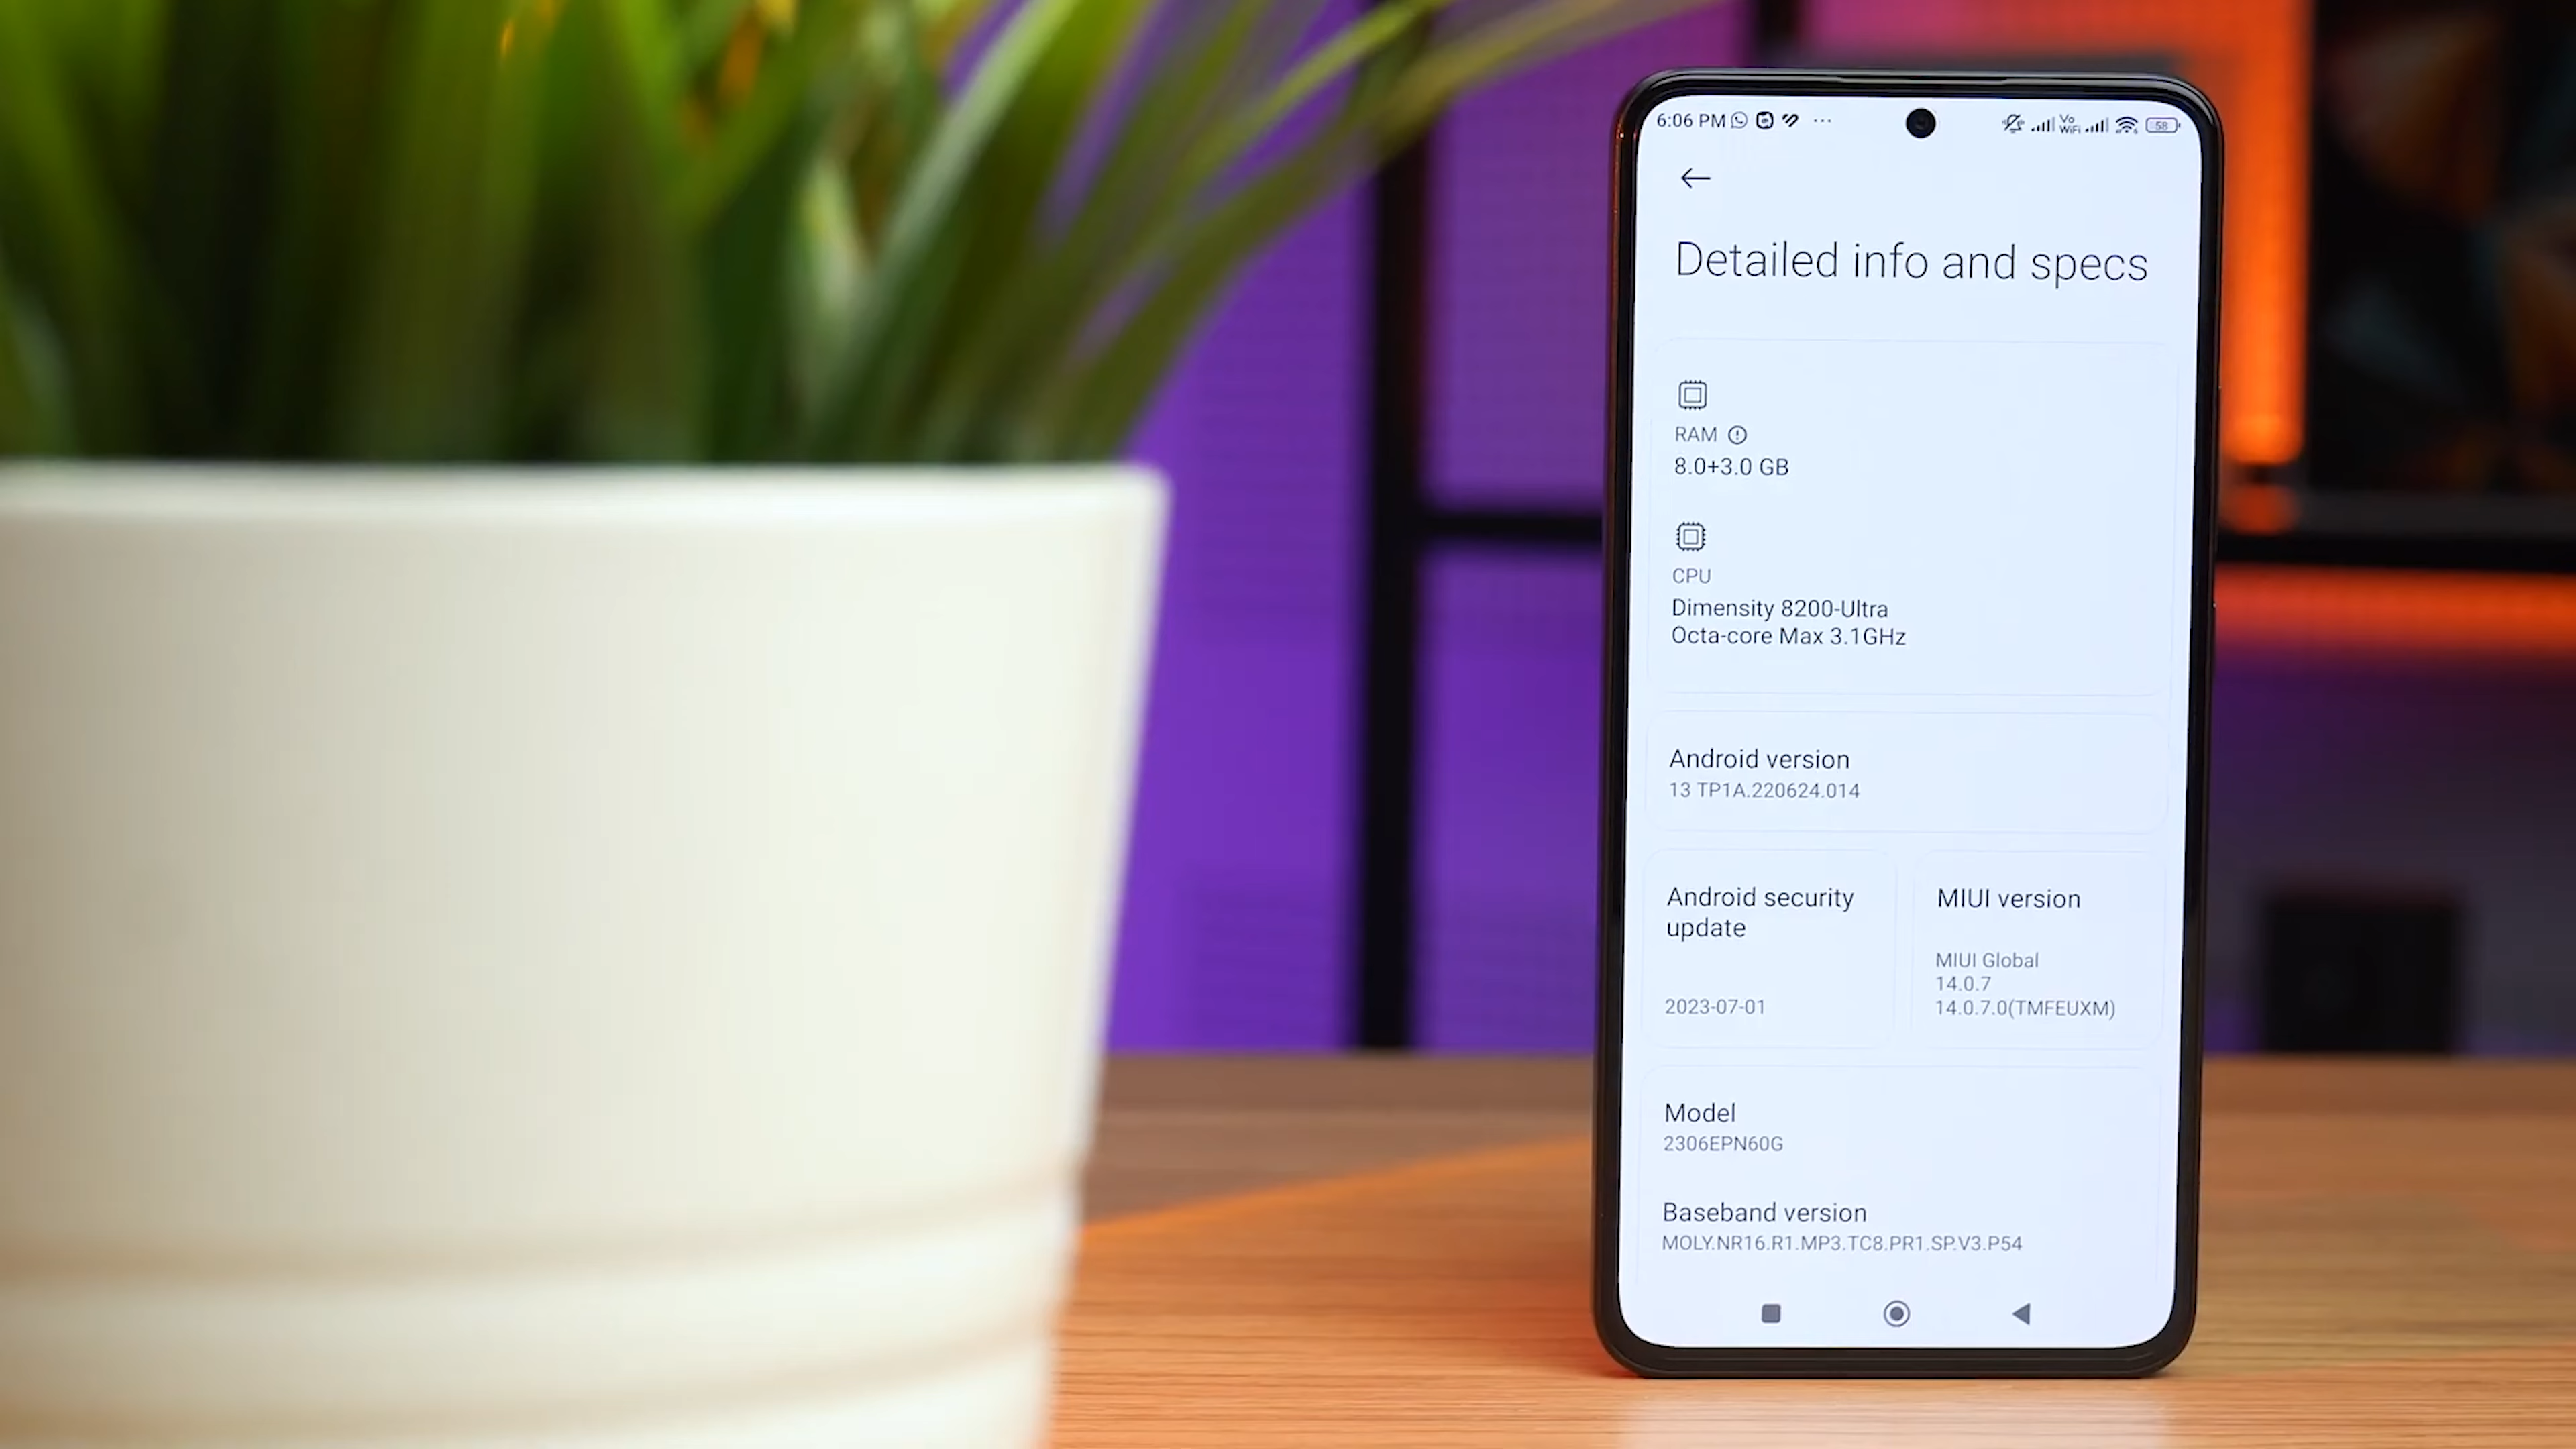 6:06 PM
Vo
WiFi
58
Detailed info and specs
RAM
8.0+3.0 GB
CPU
Dimensity 8200-Ultra
Octa-core Max 3.1GHz
Android version
13 TP1A.220624.014
Android security
update
2023-07-01
MIUI version
MIUI Global
14.0.7
14.0.7.0(TMFEUXM)
Model
2306EPN60G
Baseband version
MOLY.NR16.R1.MP3.TC8.PR1.SP.V3.P54